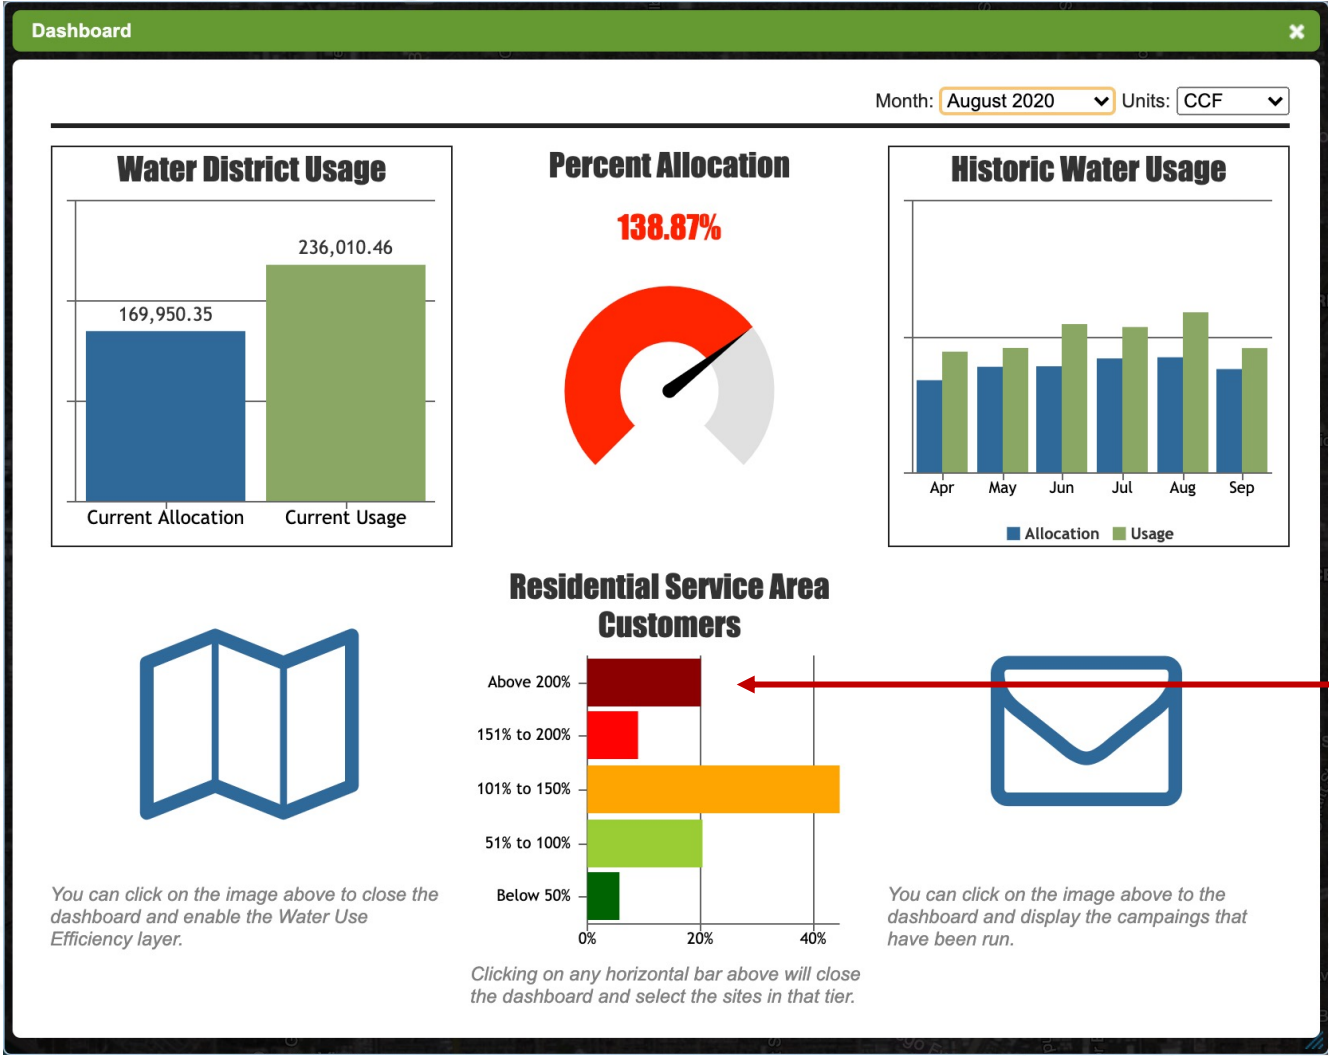 Dashboard
Month: August 2020 Units: CCF
Water District Usage
236,010.46
169,950.35
Current Allocation Current Usage
Percent Allocation
138.87%
Historic Water Usage
Apr May Jun Jul Aug Sep
Allocation Usage
Residential Service Area
Customers
Above 200%
151% to 200%
101% to 150%
51% to 100%
Below 50%
0% 20% 40%
You can click on the image above to close the
dashboard and enable the Water Use
Efficiency layer.
Clicking on any horizontal bar above will close
the dashboard and select the sites in that tier.
You can click on the image above to the
dashboard and display the campaings that
have been run.